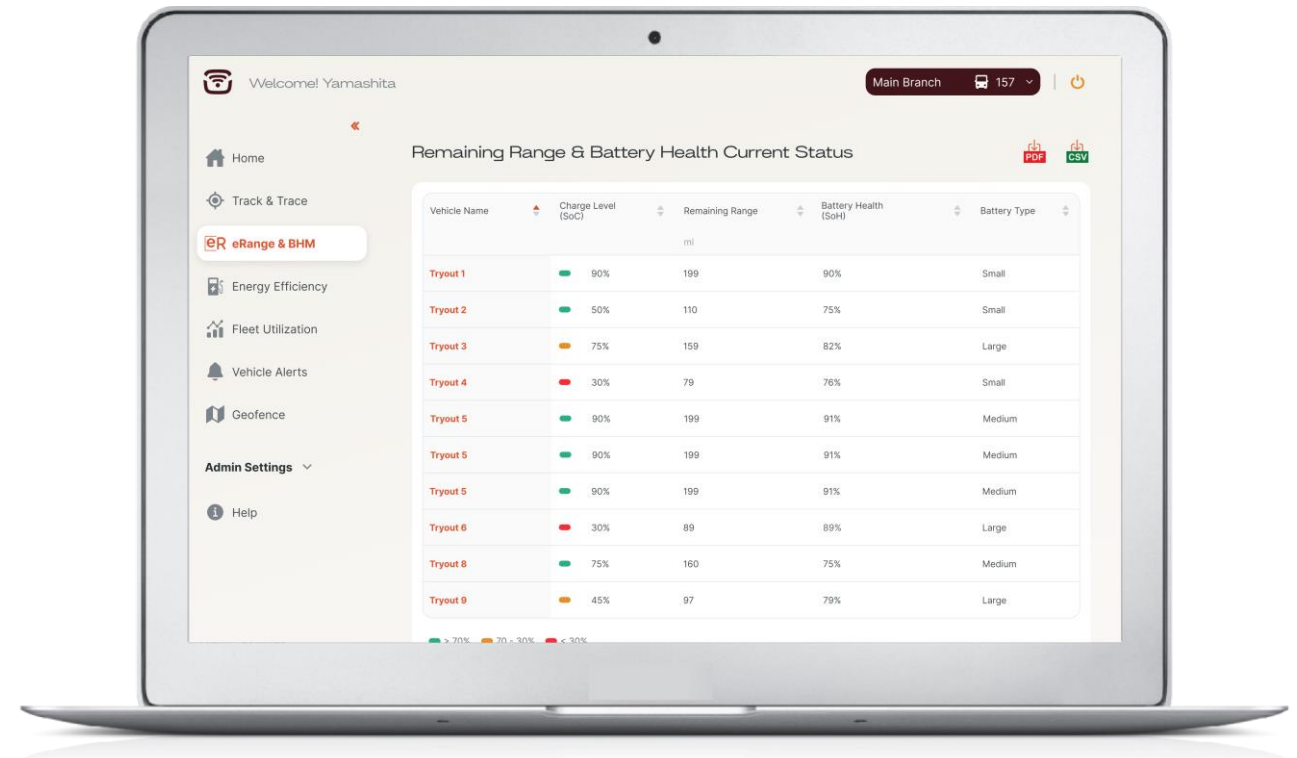 Welcome! Yamashita
Main Branch 157
Home
Track & Trace
eR eRange & BHM
Energy Efficiency
Fleet Utilization
Vehicle Alerts
Geofence
Admin Settings
Help
Remaining Range & Battery Health Current Status
PDF CSV
Vehicle Name Charge Level (SoC) Remaining Range Battery Health (SoH) Battery Type
mi
Tryout 1 90% 199 90% Small
Tryout 2 50% 110 75% Small
Tryout 3 75% 159 82% Large
Tryout 4 30% 79 76% Small
Tryout 5 90% 199 91% Medium
Tryout 5 90% 199 91% Medium
Tryout 5 90% 199 91% Medium
Tryout 6 30% 89 89% Large
Tryout 8 75% 160 75% Medium
Tryout 9 45% 97 79% Large
> 70% 70 - 30% < 30%